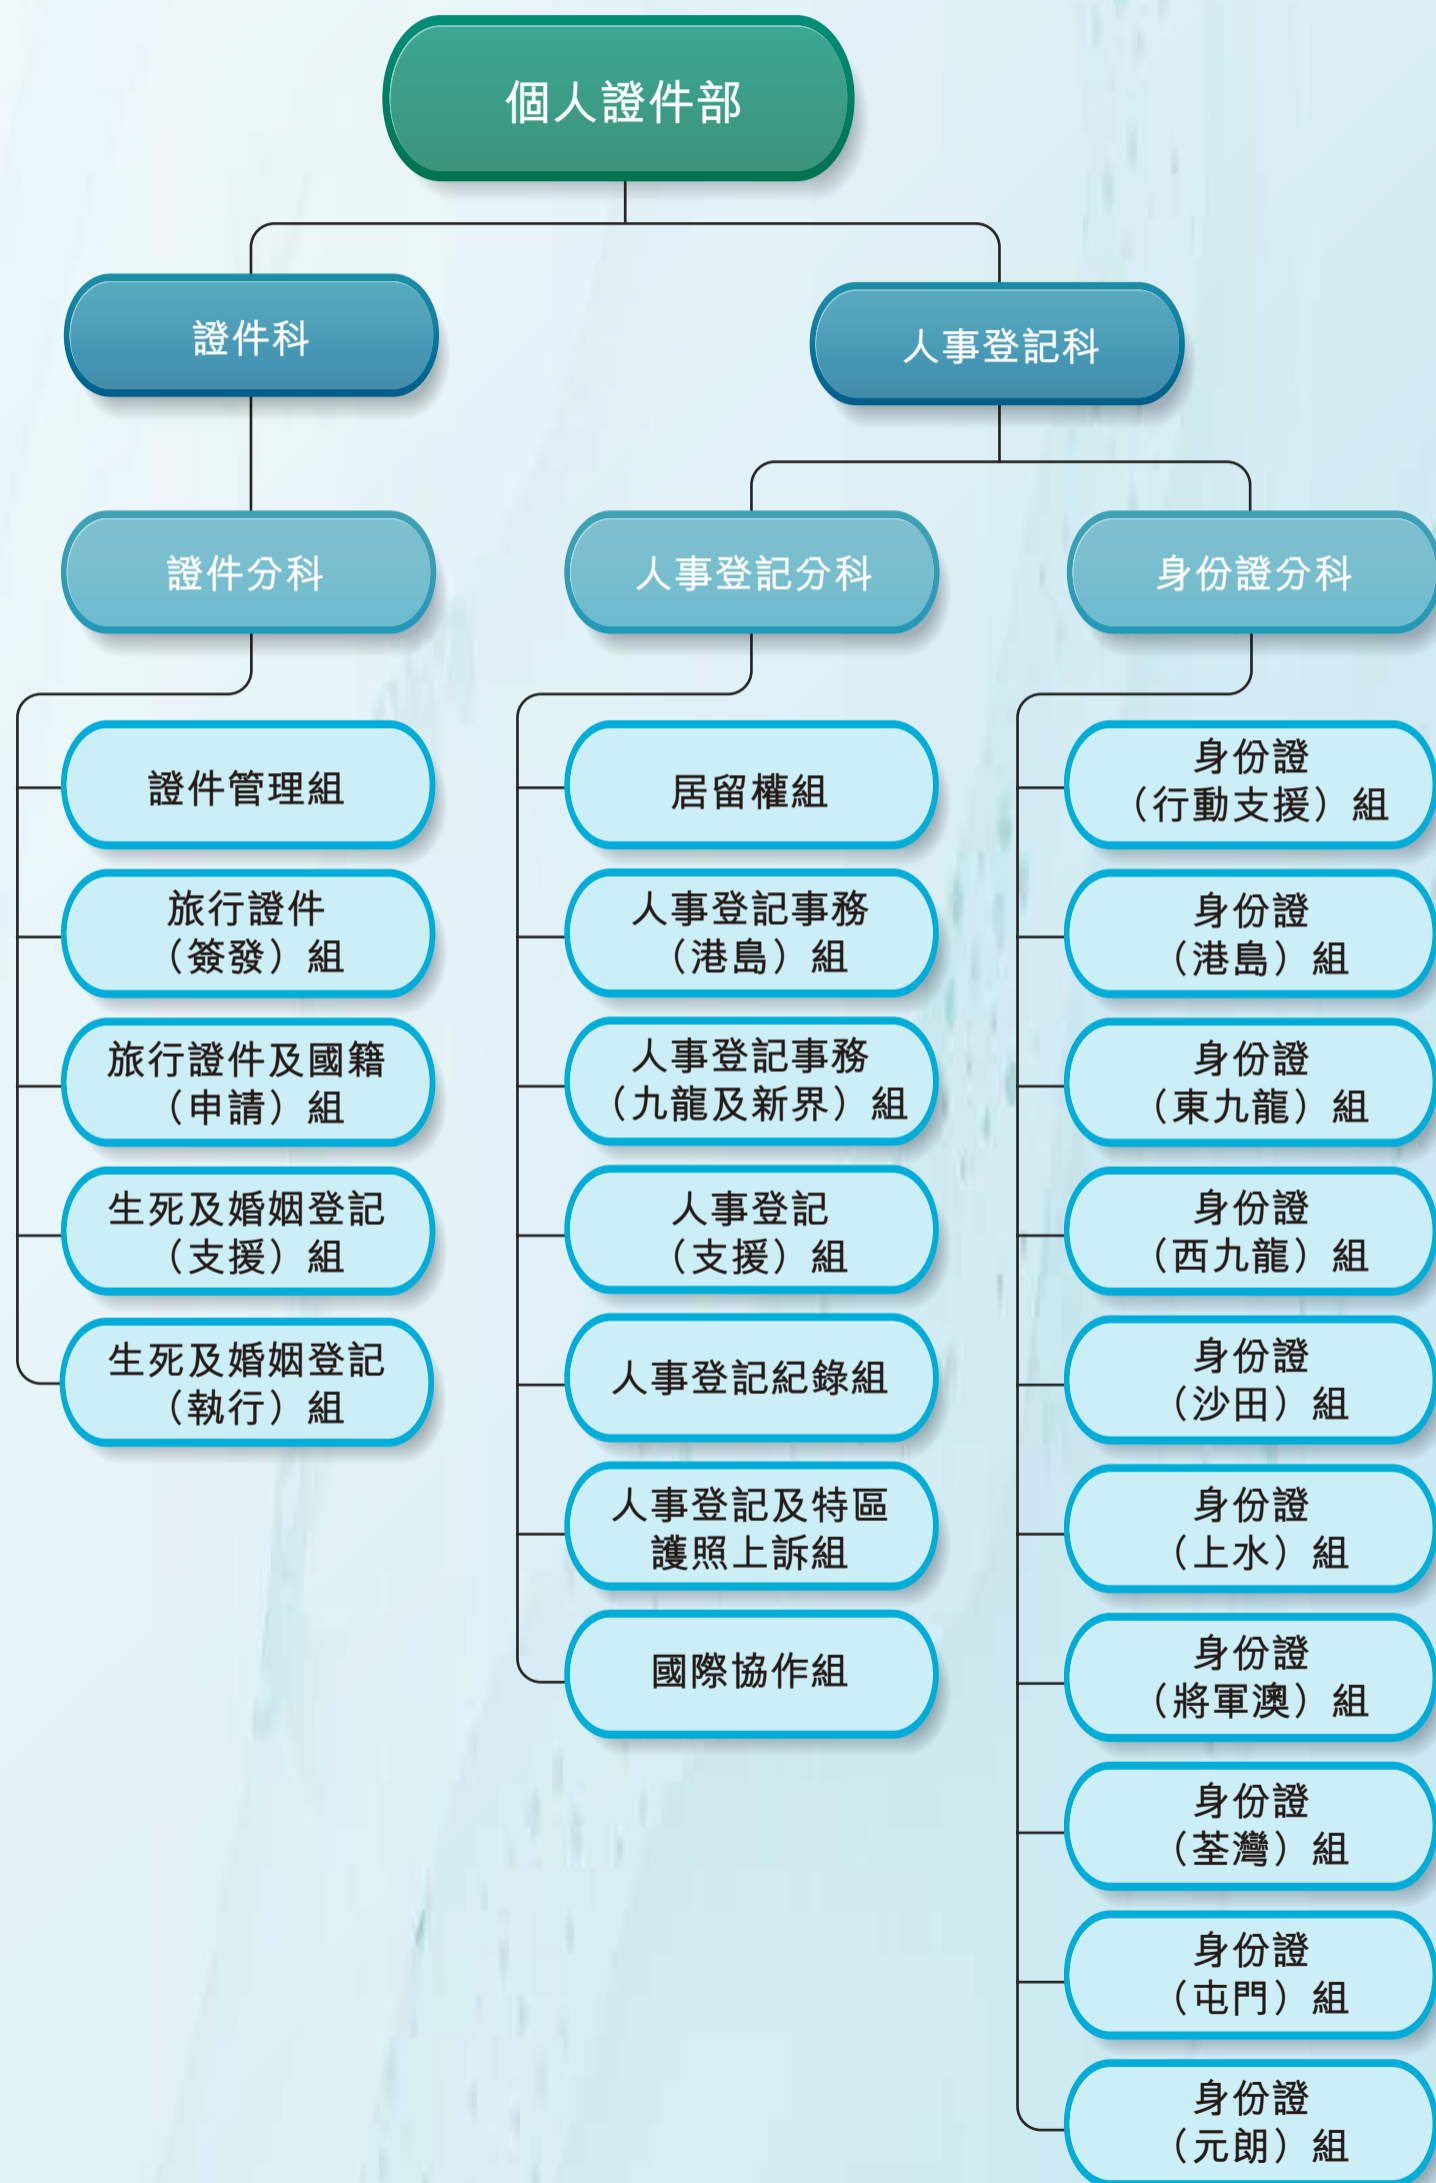 個人證件部
證件科
人事登記科
證件分科
人事登記分科
身份證分科
證件管理組
旅行證件
（簽發）組
旅行證件及國籍
（申請）組
生死及婚姻登記
（支援）組
生死及婚姻登記
（執行）組
居留權組
人事登記事務
（港島）組
人事登記事務
（九龍及新界）組
人事登記
（支援）組
人事登記紀錄組
人事登記及特區
護照上訴組
國際協作組
身份證
（行動支援）組
身份證
（港島）組
身份證
（東九龍）組
身份證
（西九龍）組
身份證
（沙田）組
身份證
（上水）組
身份證
（將軍澳）組
身份證
（荃灣）組
身份證
（屯門）組
身份證
（元朗）組